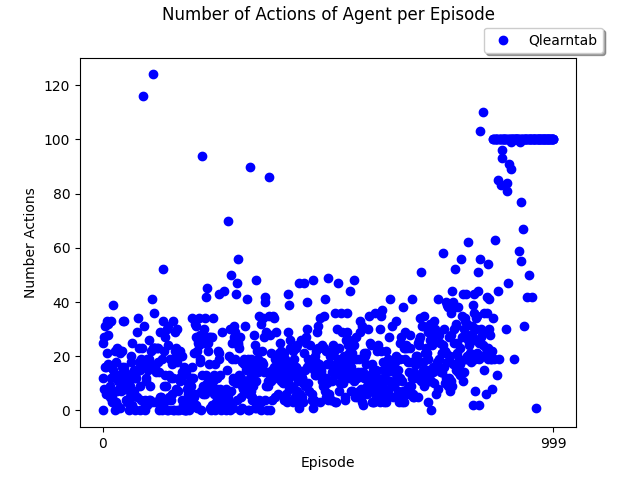 Number of Actions of Agent per Episode
Qlearntab
120
100
80
60
40
20
0
Number Actions
0
999
Episode